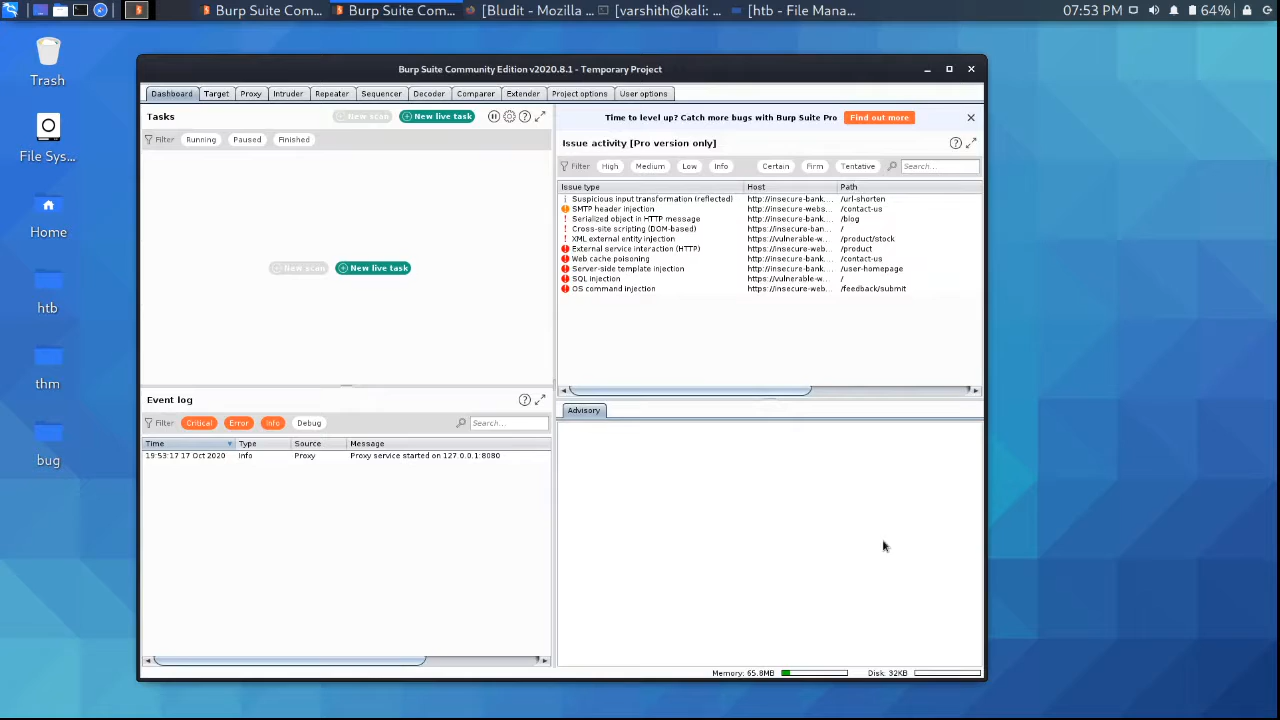 Burp Suite Com...
Burp Suite Com...
[Bludit - Mozilla ...
[varshith@kali: ...
[htb - File Mana...
07:53 PM
64%
Trash
File Sys...
Home
htb
thm
bug
Burp Suite Community Edition v2020.8.1 - Temporary Project
Dashboard Target Proxy Intruder Repeater Sequencer Decoder Comparer Extender Project options User options
Tasks
New scan
New live task
Filter Running Paused Finished
New scan
New live task
Time to level up? Catch more bugs with Burp Suite Pro
Find out more
Issue activity [Pro version only]
Filter High Medium Low Info Certain Firm Tentative Search...
Issue type Host Path
Suspicious input transformation (reflected) http://insecure-bank.... /url-shorten
SMTP header injection http://insecure-webs... /contact-us
Serialized object in HTTP message http://insecure-bank.... /blog
Cross-site scripting (DOM-based) https://insecure-ban... /
XML external entity injection https://vulnerable-w... /product/stock
External service interaction (HTTP) https://insecure-web... /product
Web cache poisoning http://insecure-bank.... /contact-us
Server-side template injection http://insecure-bank.... /user-homepage
SQL injection https://vulnerable-w... /
OS command injection https://insecure-web... /feedback/submit
Event log
Filter Critical Error Info Debug Search...
Time Type Source Message
19:53:17 17 Oct 2020 Info Proxy Proxy service started on 127.0.0.1:8080
Advisory
Memory: 65.8MB
Disk: 32KB